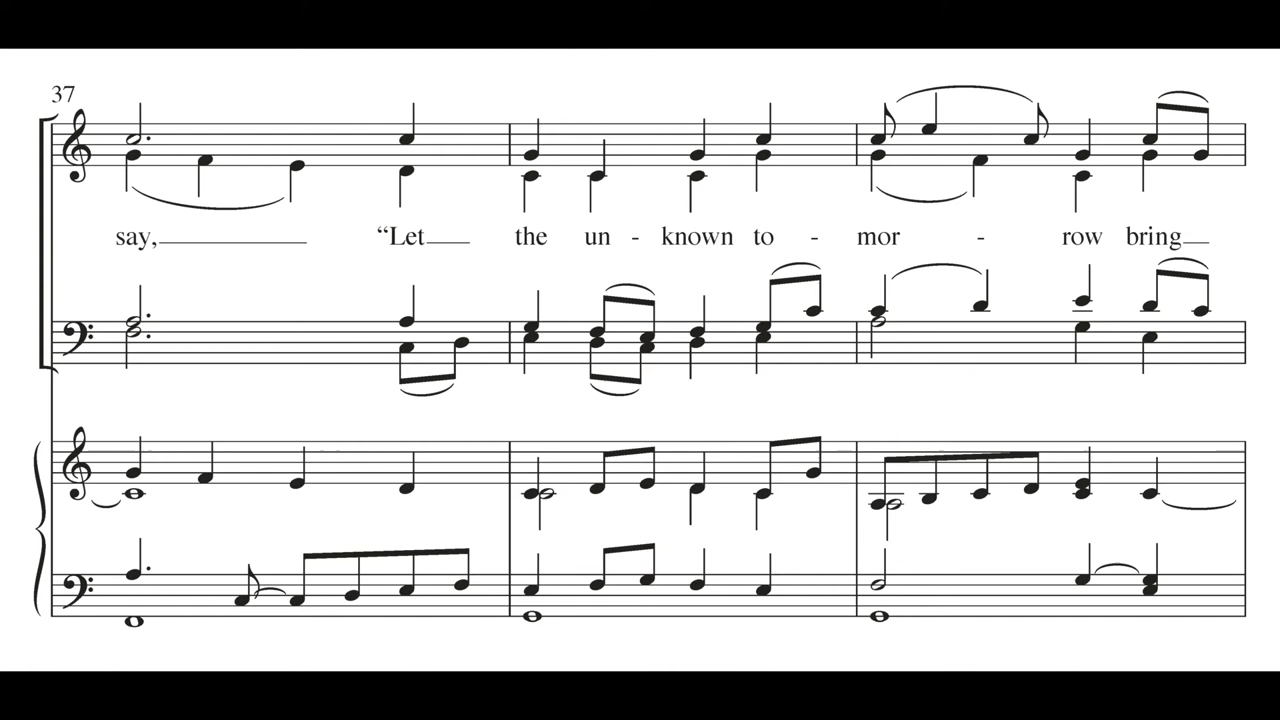 37
say, “Let the un - known to - mor - row bring